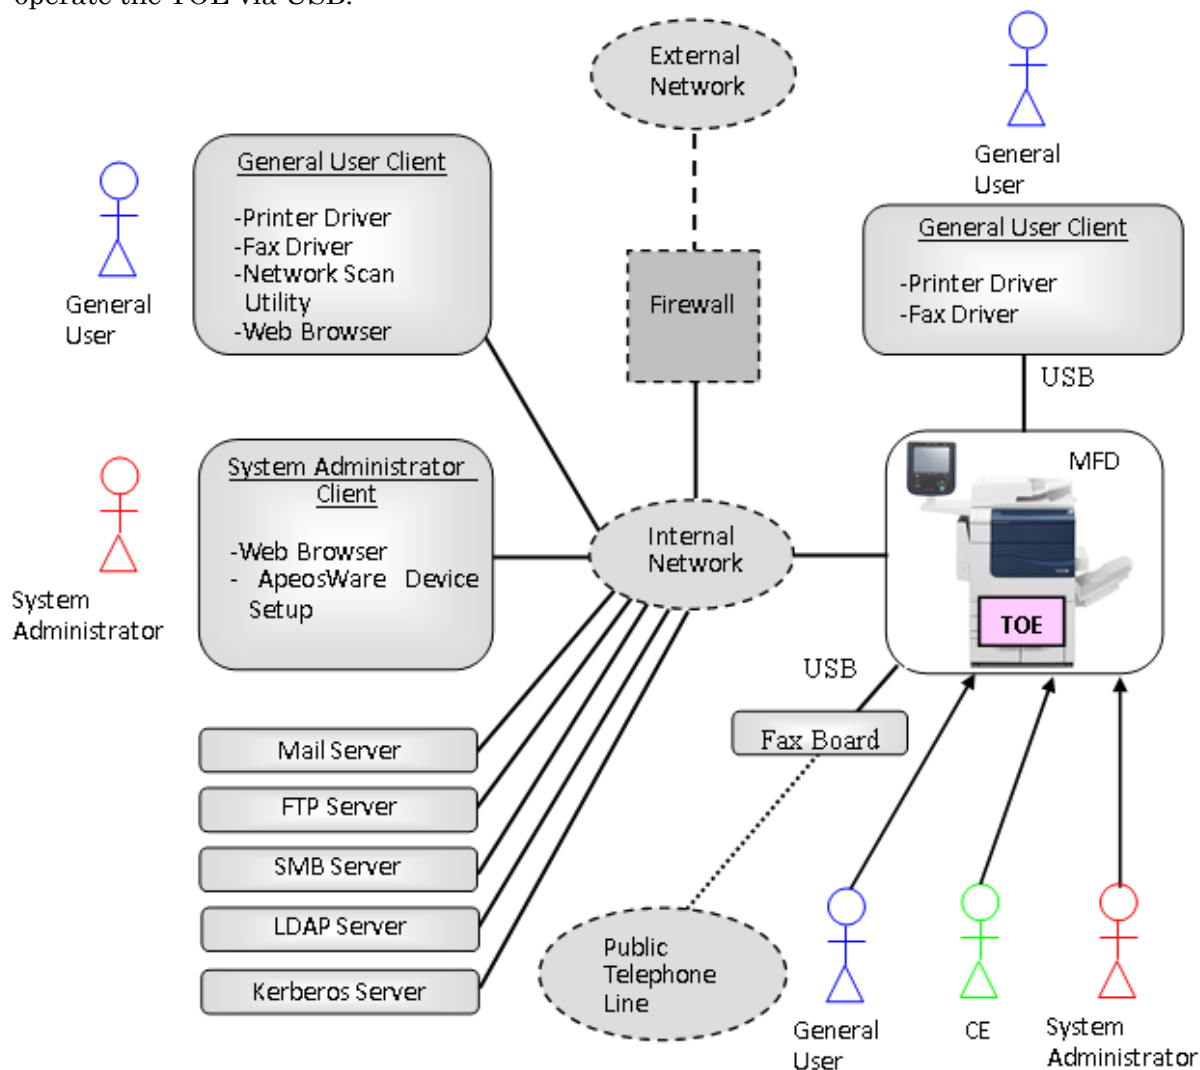 operate the TOE via USB.
External
Network
General
User
General User Client
-Printer Driver
-Fax Driver
-Network Scan
Utility
-Web Browser
General
User
General User Client
-Printer Driver
-Fax Driver
Firewall
USB
System Administrator
Client
-Web Browser
- ApeosWare Device
Setup
System
Administrator
Internal
Network
MFD
TOE
USB
Fax Board
Mail Server
FTP Server
SMB Server
LDAP Server
Kerberos Server
Public
Telephone
Line
General
User
CE
System
Administrator